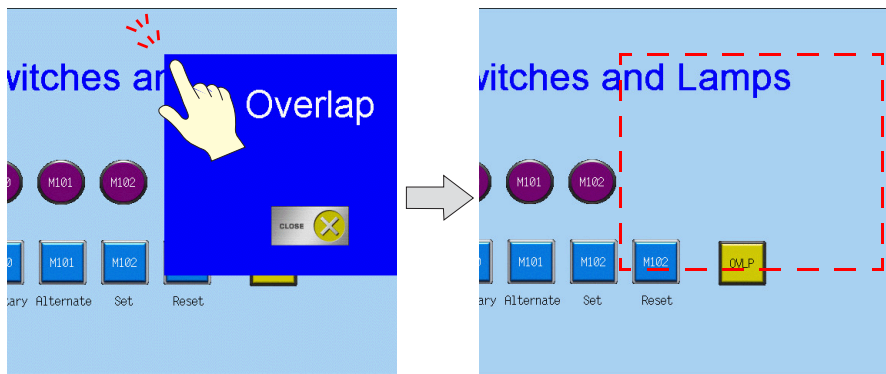 witches an
Overlap
M101
M102
CLOSE
M101
M102
ary
Alternate
Set
Reset
witches and Lamps
M101
M102
M101
M102
M102
OVLP
ary
Alternate
Set
Reset